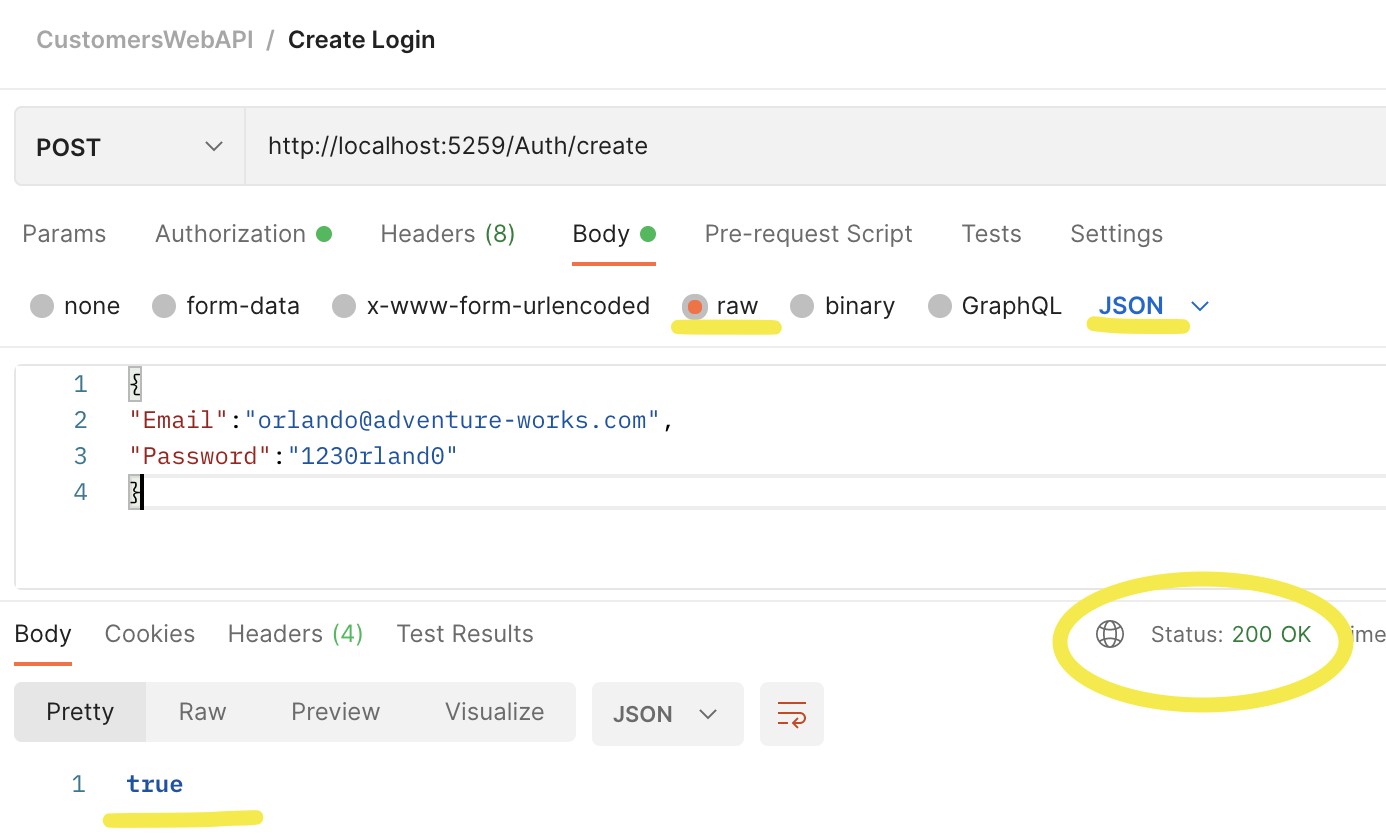 CustomersWebAPI / Create Login
POST http://localhost:5259/Auth/create
Params Authorization Headers (8) Body Pre-request Script Tests Settings
none form-data x-www-form-urlencoded raw binary GraphQL JSON
1 {
2 "Email":"orlando@adventure-works.com",
3 "Password":"1230rland0"
4 }
Body Cookies Headers (4) Test Results Status: 200 OK ime
Pretty Raw Preview Visualize JSON
1 true